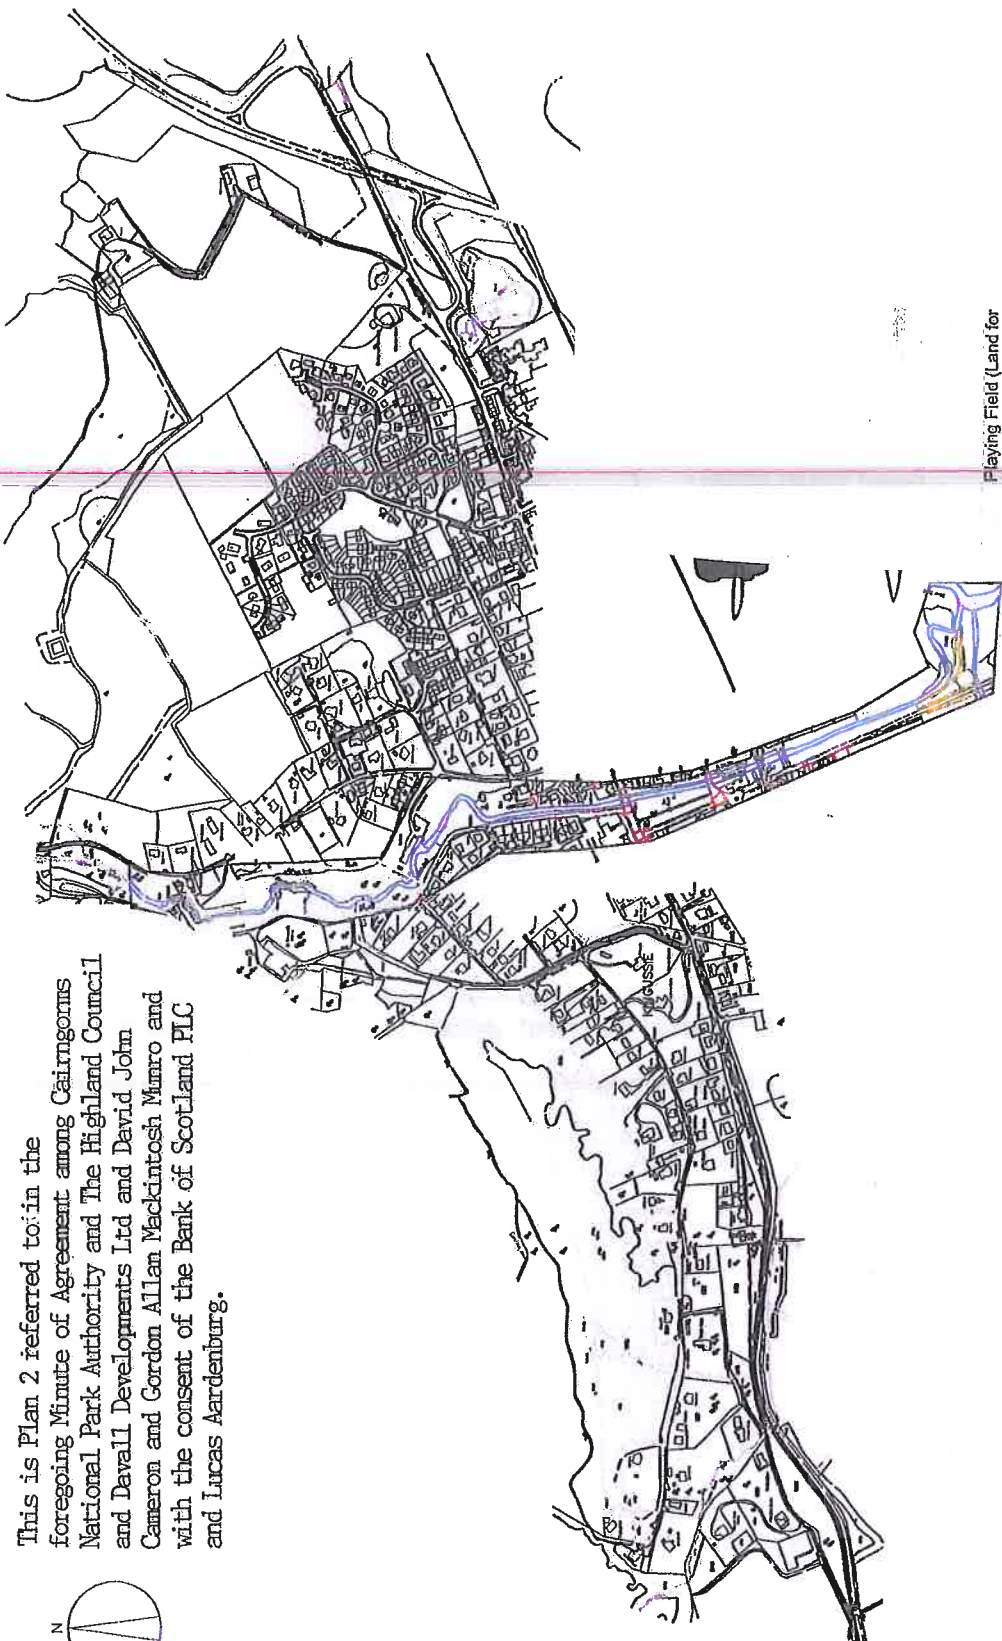 This is Plan 2 referred to in the
foregoing Minute of Agreement among Cairngorms
National Park Authority and The Highland Council
and Davall Developments Ltd and David John
Cameron and Gordon Allan Mackintosh Munro and
with the consent of the Bank of Scotland PLC
and Lucas Aardenburg.
N
Playing Field (Land for